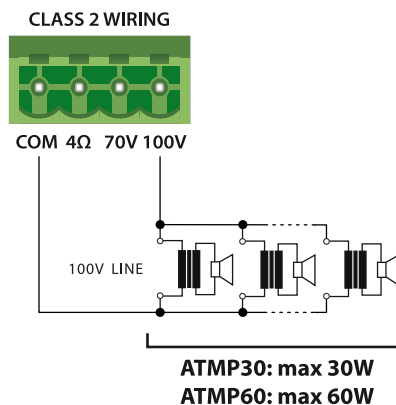 CLASS 2 WIRING
COM 4Ω 70V 100V
100V LINE
ATMP30: max 30W
ATMP60: max 60W